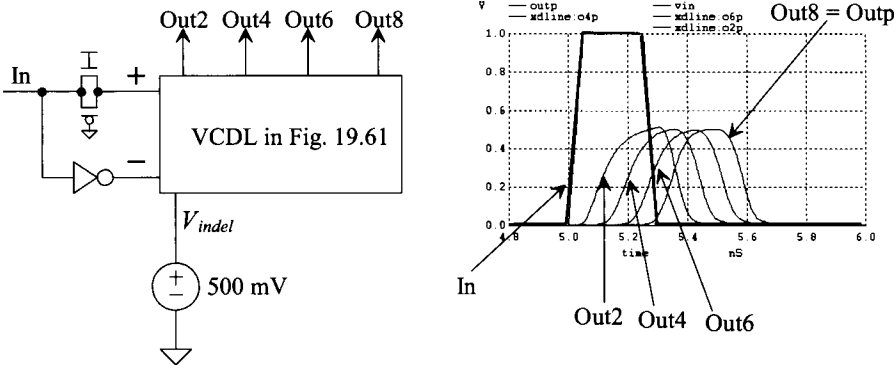 Out2 Out4 Out6 Out8
In
+
VCDL in Fig. 19.61
−
Vindel
+
−
500 mV
V
outp
vin
xdline:o4p
xdline:o6p
xdline:o2p
Out8 = Outp
1.0
0.8
0.6
0.4
0.2
0.0
4.8 5.0 5.2 5.4 5.6 5.8 6.0
time nS
In
Out2 Out4 Out6